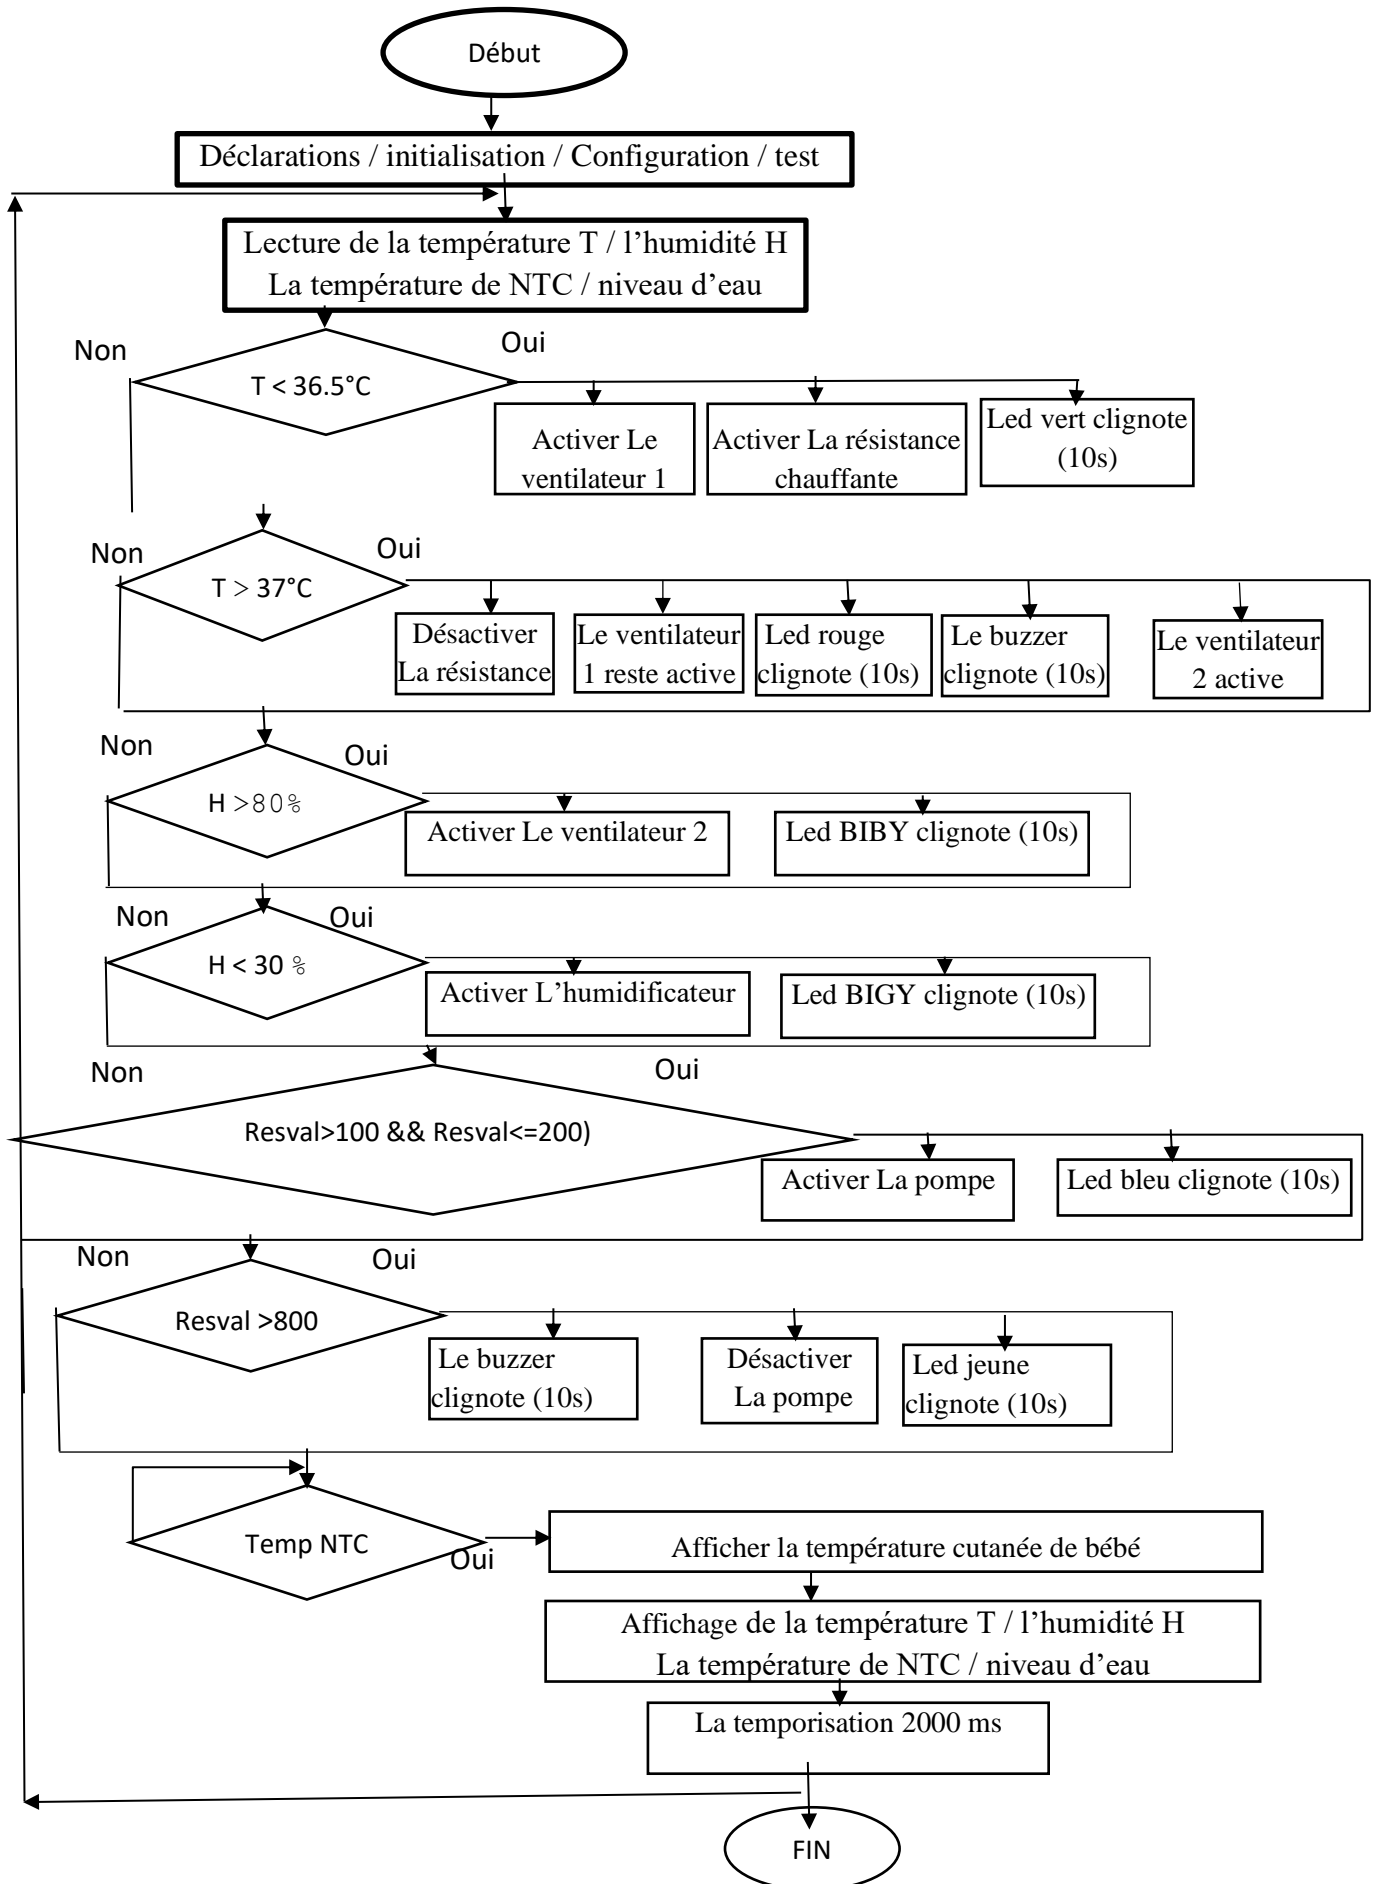 Début
Déclarations / initialisation / Configuration / test
Lecture de la température T / l'humidité H
La température de NTC / niveau d'eau
Non
Oui
T < 36.5°C
Activer Le
ventilateur 1
Activer La résistance
chauffante
Led vert clignote
(10s)
Non
Oui
T > 37°C
Désactiver
La résistance
Le ventilateur
1 reste active
Led rouge
clignote (10s)
Le buzzer
clignote (10s)
Le ventilateur
2 active
Non
Oui
H >80%
Activer Le ventilateur 2
Led BIBY clignote (10s)
Non
Oui
H < 30 %
Activer L'humidificateur
Led BIGY clignote (10s)
Non
Oui
Resval>100 && Resval<=200)
Activer La pompe
Led bleu clignote (10s)
Non
Oui
Resval >800
Le buzzer
clignote (10s)
Désactiver
La pompe
Led jeune
clignote (10s)
Temp NTC
Oui
Afficher la température cutanée de bébé
Affichage de la température T / l'humidité H
La température de NTC / niveau d'eau
La temporisation 2000 ms
FIN